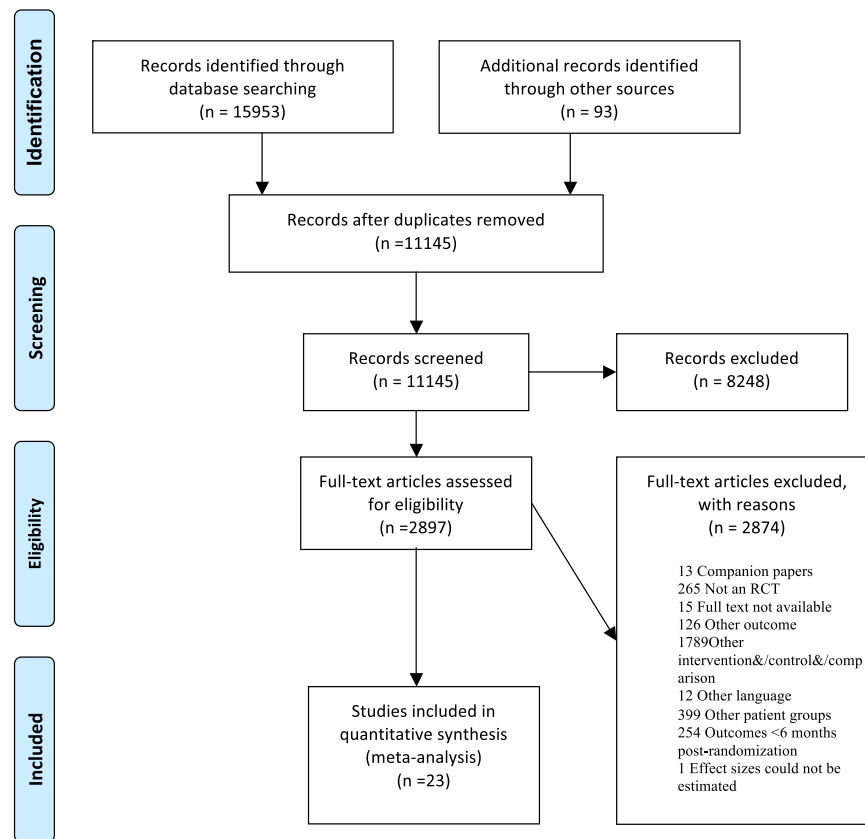 Identification
Records identified through
database searching
(n = 15953)
Additional records identified
through other sources
(n = 93)
Records after duplicates removed
(n =11145)
Screening
Records screened
(n = 11145)
Records excluded
(n = 8248)
Eligibility
Full-text articles assessed
for eligibility
(n =2897)
Full-text articles excluded,
with reasons
(n = 2874)
13 Companion papers
265 Not an RCT
15 Full text not available
126 Other outcome
1789Other
intervention&/control&/comp
arison
12 Other language
399 Other patient groups
254 Outcomes <6 months
post-randomization
1 Effect sizes could not be
estimated
Included
Studies included in
quantitative synthesis
(meta-analysis)
(n =23)